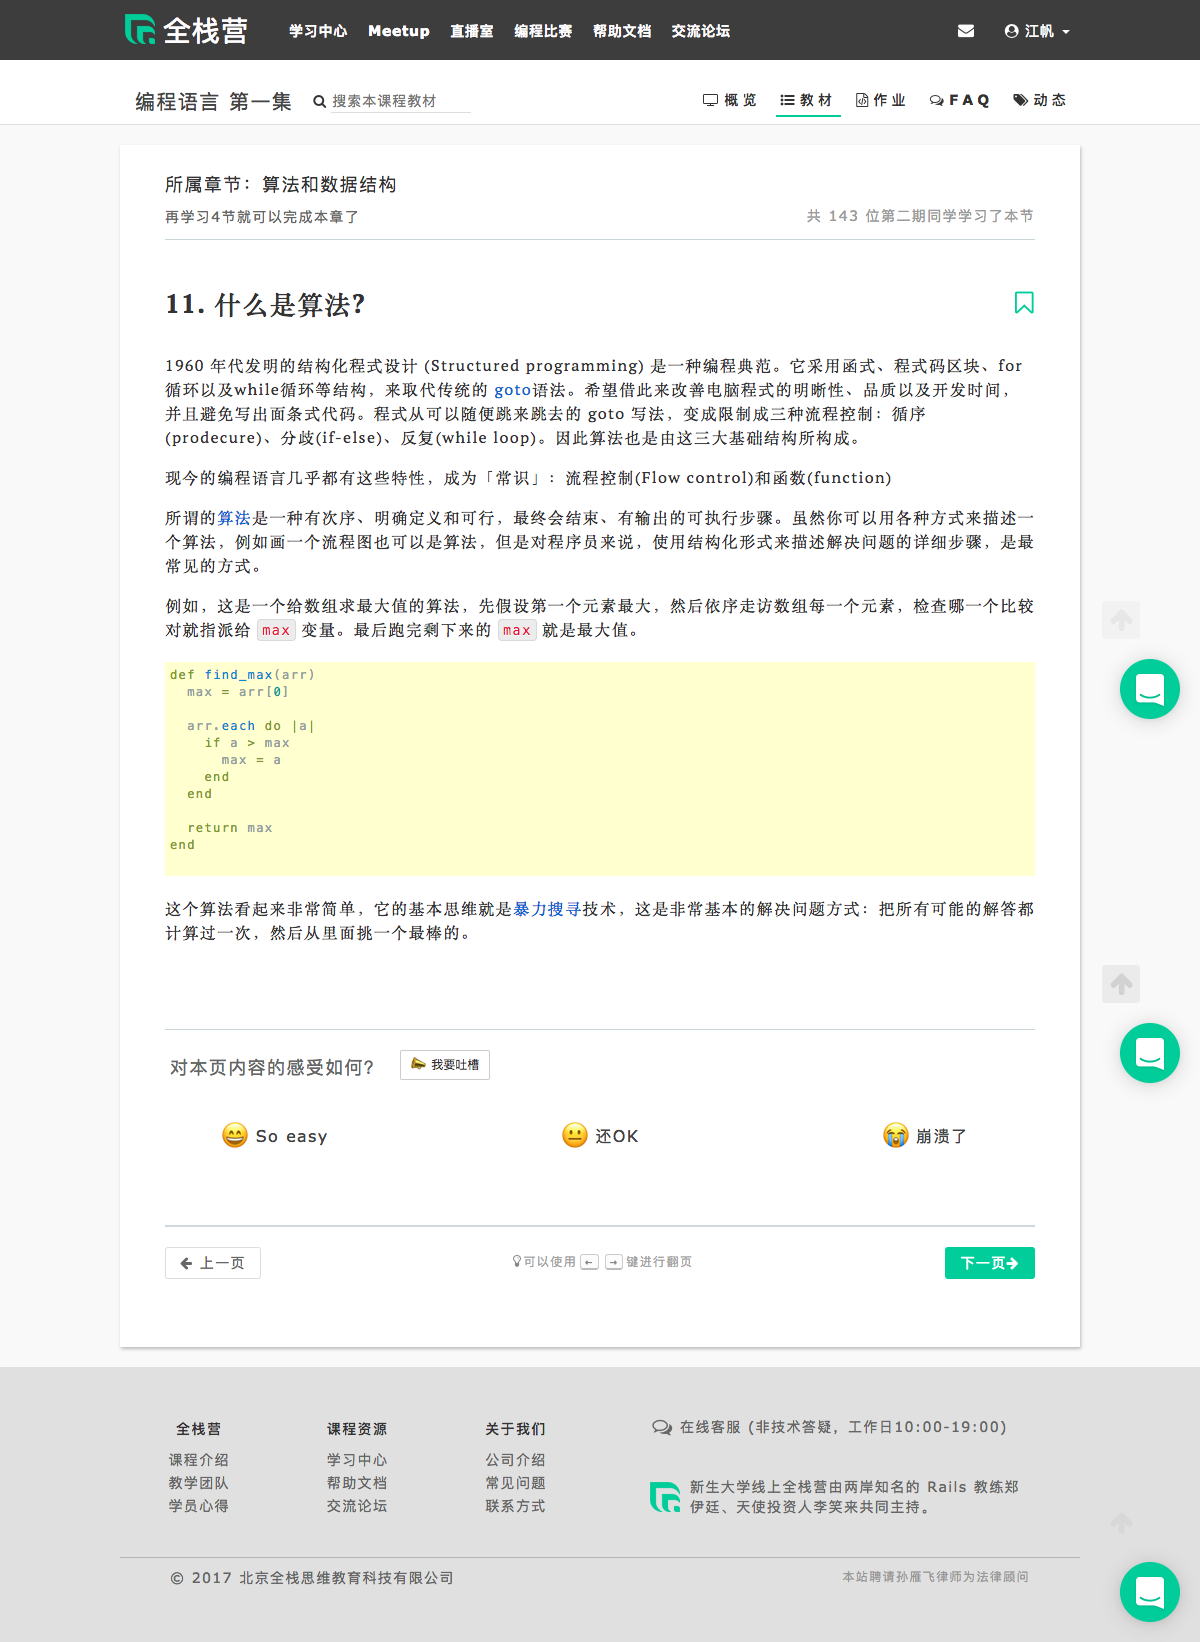 全栈营 学习中心 Meetup 直播室 编程比赛 帮助文档 交流论坛 江帆
编程语言 第一集 搜索本课程教材 概览 教材 作业 FAQ 动态
所属章节：算法和数据结构
再学习4节就可以完成本章了 共 143 位第二期同学学习了本节
11. 什么是算法?
1960 年代发明的结构化程式设计 (Structured programming) 是一种编程典范。它采用函式、程式码区块、for
循环以及while循环等结构，来取代传统的 goto语法。希望借此来改善电脑程式的明晰性、品质以及开发时间，
并且避免写出面条式代码。程式从可以随便跳来跳去的 goto 写法，变成限制成三种流程控制：循序
(prodecure)、分歧(if-else)、反复(while loop)。因此算法也是由这三大基础结构所构成。
现今的编程语言几乎都有这些特性，成为「常识」：流程控制(Flow control)和函数(function)
所谓的算法是一种有次序、明确定义和可行，最终会结束、有输出的可执行步骤。虽然你可以用各种方式来描述一
个算法，例如画一个流程图也可以是算法，但是对程序员来说，使用结构化形式来描述解决问题的详细步骤，是最
常见的方式。
例如，这是一个给数组求最大值的算法，先假设第一个元素最大，然后依序走访数组每一个元素，检查哪一个比较
对就指派给 max 变量。最后跑完剩下来的 max 就是最大值。
def find_max(arr)
  max = arr[0]
  arr.each do |a|
    if a > max
      max = a
    end
  end
  return max
end
这个算法看起来非常简单，它的基本思维就是暴力搜寻技术，这是非常基本的解决问题方式：把所有可能的解答都
计算过一次，然后从里面挑一个最棒的。
对本页内容的感受如何? 我要吐槽
So easy 还OK 崩溃了
← 上一页 可以使用 ← → 键进行翻页 下一页→
全栈营 课程资源 关于我们 在线客服 (非技术答疑，工作日10:00-19:00)
课程介绍 学习中心 公司介绍
教学团队 帮助文档 常见问题
学员心得 交流论坛 联系方式
新生大学线上全栈营由两岸知名的 Rails 教练郑
伊廷、天使投资人李笑来共同主持。
© 2017 北京全栈思维教育科技有限公司 本站聘请孙雁飞律师为法律顾问